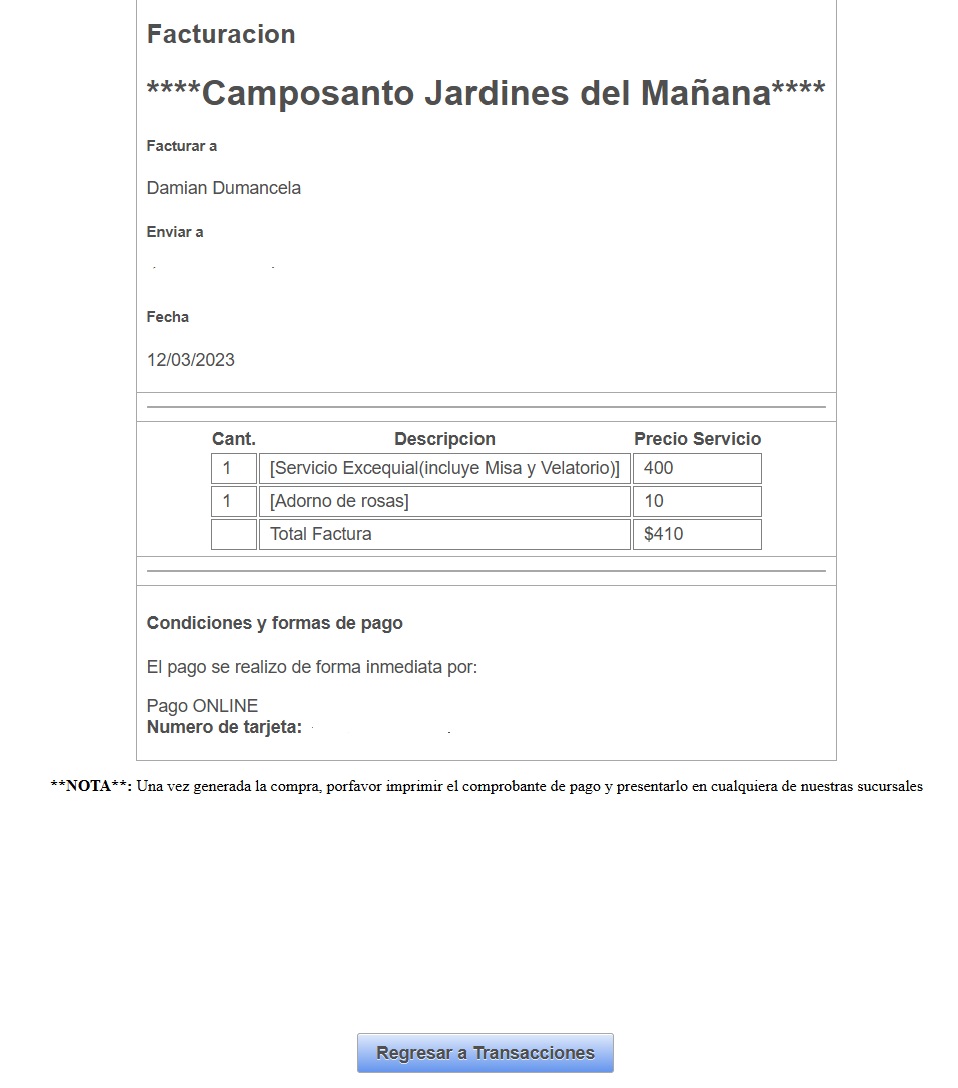 Facturacion
****Camposanto Jardines del Mañana****
Facturar a
Damian Dumancela
Enviar a
Fecha
12/03/2023
Cant. Descripcion Precio Servicio
1 [Servicio Excequial(incluye Misa y Velatorio)] 400
1 [Adorno de rosas] 10
Total Factura $410
Condiciones y formas de pago
El pago se realizo de forma inmediata por:
Pago ONLINE
Numero de tarjeta:
**NOTA**: Una vez generada la compra, porfavor imprimir el comprobante de pago y presentarlo en cualquiera de nuestras sucursales
Regresar a Transacciones